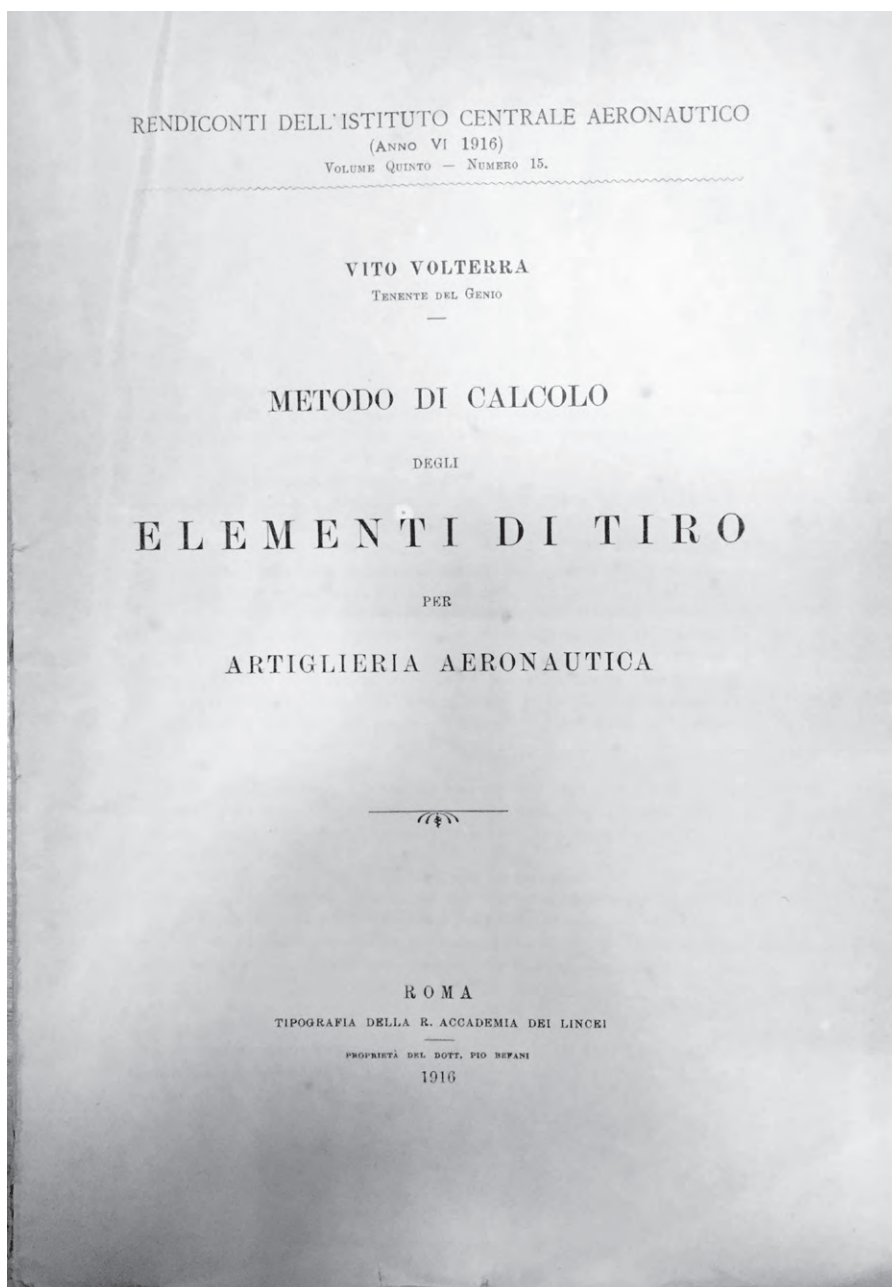 RENDICONTI DELL'ISTITUTO CENTRALE AERONAUTICO
(ANNO VI 1916)
VOLUME QUINTO — NUMERO 15.
VITO VOLTERRA
TENENTE DEL GENIO
METODO DI CALCOLO
DEGLI
ELEMENTI DI TIRO
PER
ARTIGLIERIA AERONAUTICA
ROMA
TIPOGRAFIA DELLA R. ACCADEMIA DEI LINCEI
PROPRIETÀ DEL DOTT. PIO BEFANI
1916